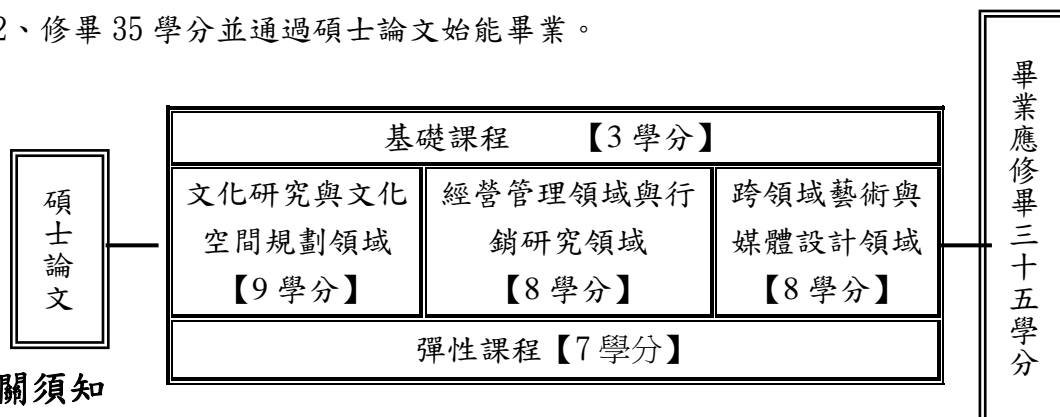 2、修畢 35 學分並通過碩士論文始能畢業。
基礎課程 【3 學分】
碩士論文
文化研究與文化
空間規劃領域
【9 學分】
經營管理領域與行
銷研究領域
【8 學分】
跨領域藝術與
媒體設計領域
【8 學分】
彈性課程【7 學分】
畢業應修畢三十五學分
關須知